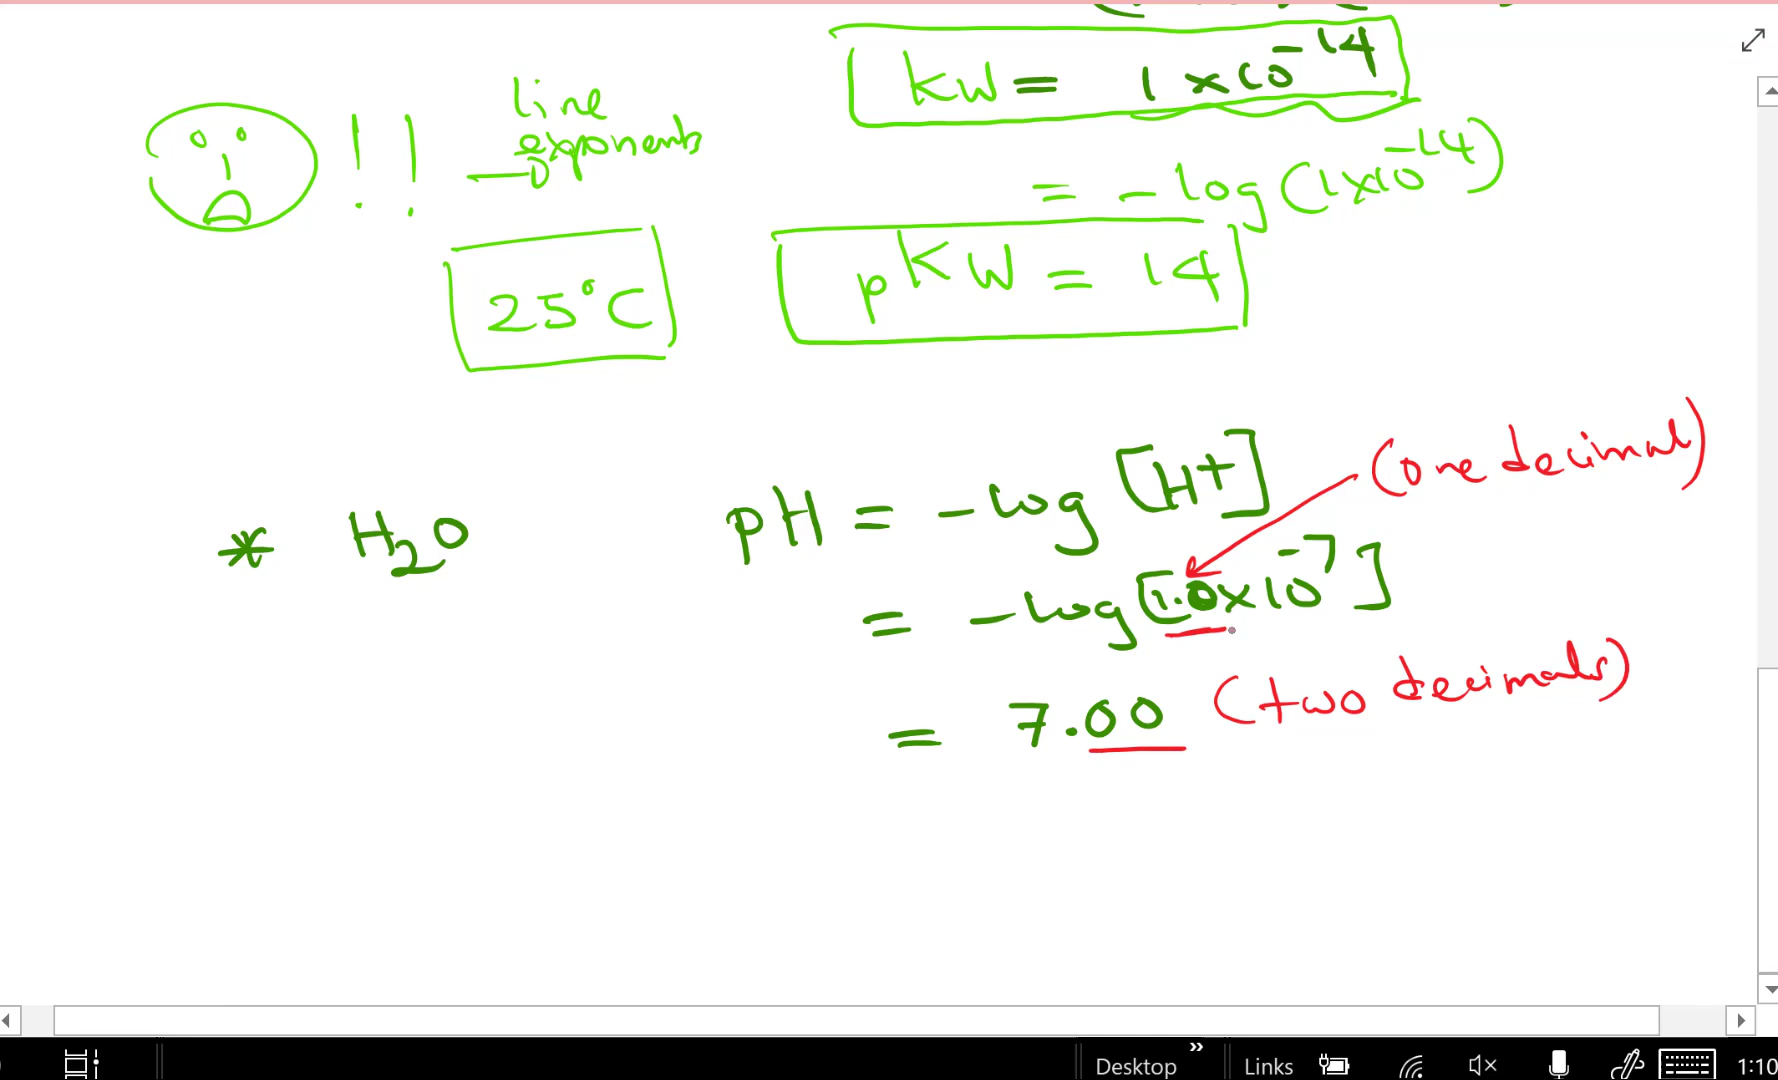 Kw = 1 x 10^-14
line
exponents
= - log (1x10^-14)
25°C
pKw = 14
(one decimal)
* H2O
pH = -log [H+]
= -log [1.0x10^-7]
= 7.00 (two decimals)
Desktop » Links 1:10